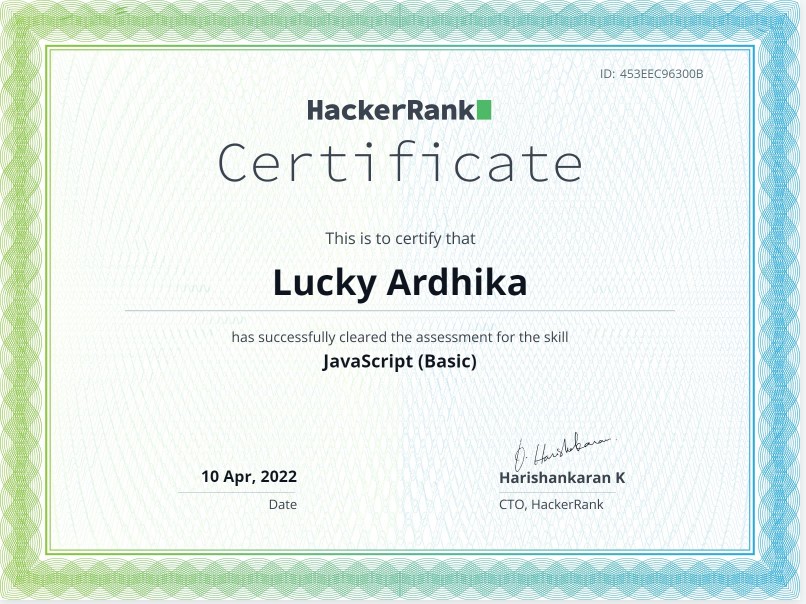 ID: 453EEC96300B
HackerRank
Certificate
This is to certify that
Lucky Ardhika
has successfully cleared the assessment for the skill
JavaScript (Basic)
10 Apr, 2022
Date
Harishankaran K
CTO, HackerRank